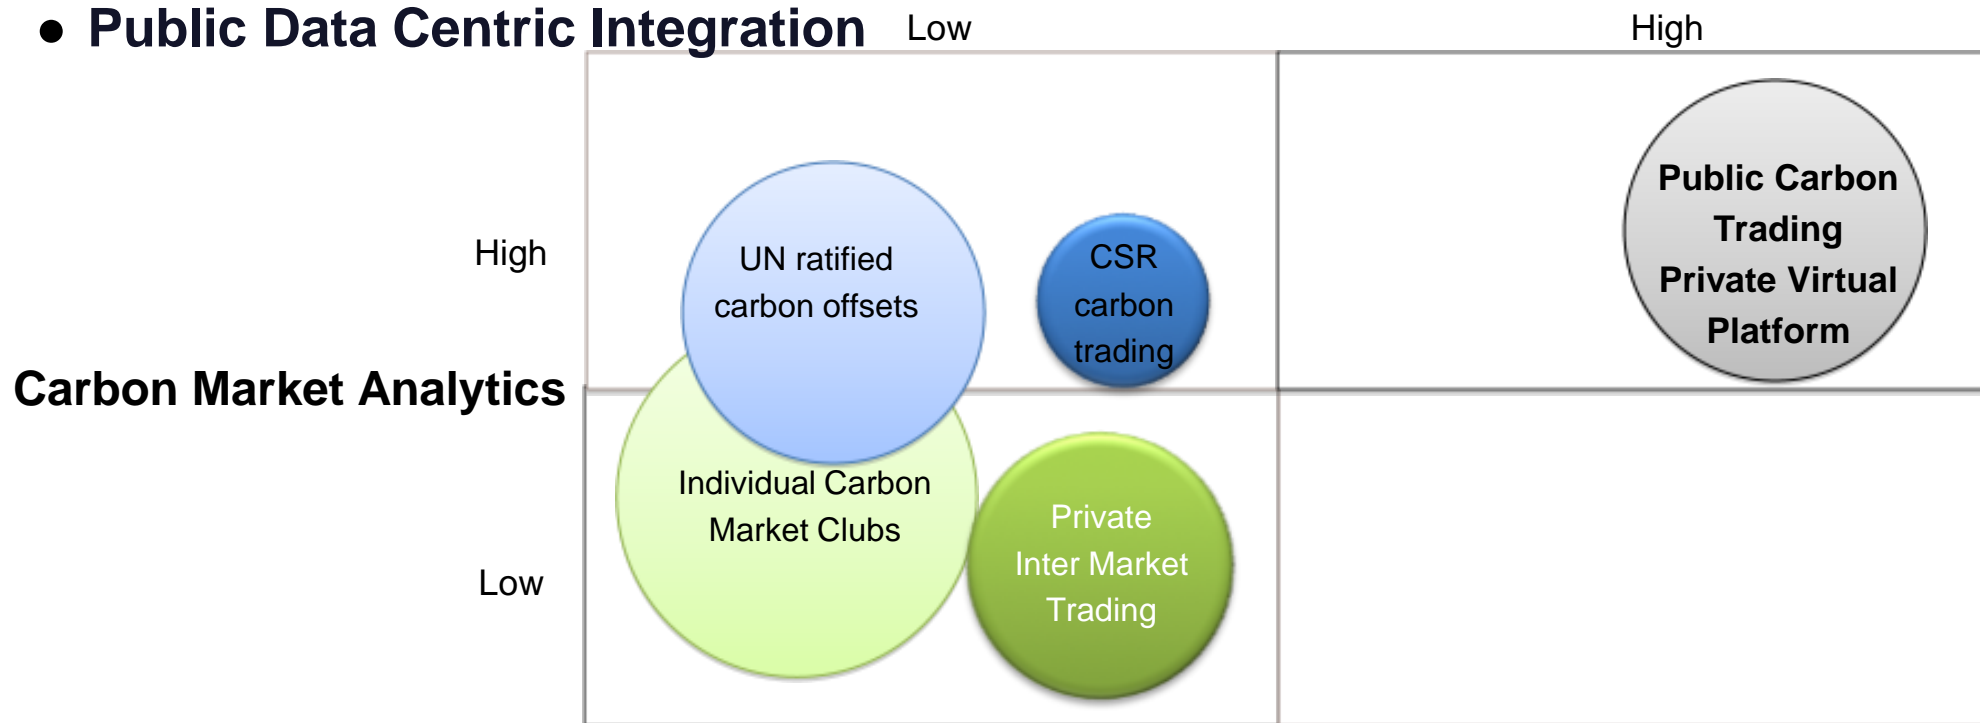 ● Public Data Centric Integration
Low
High
Public Carbon
Trading
Private Virtual
Platform
High
UN ratified
carbon offsets
CSR
carbon
trading
Carbon Market Analytics
Individual Carbon
Market Clubs
Private
Inter Market
Trading
Low